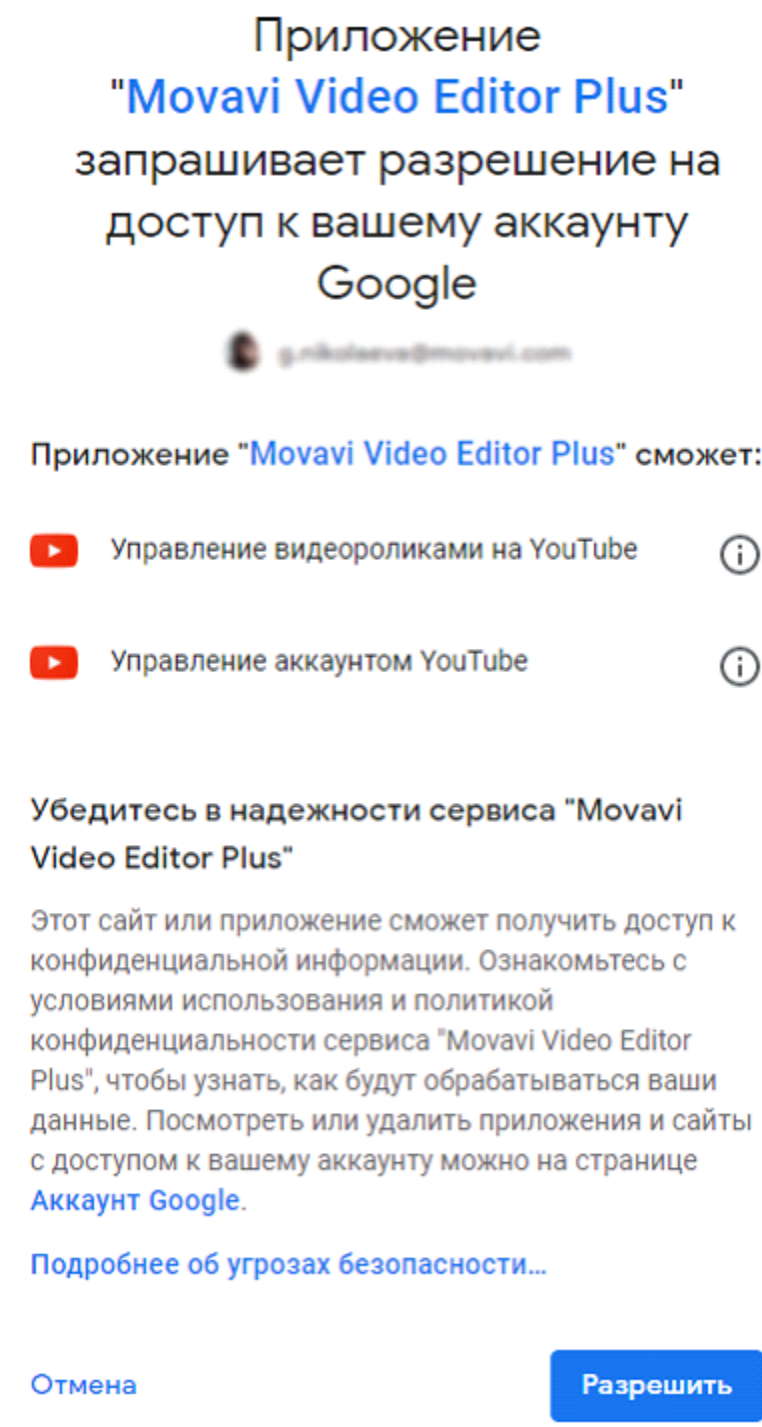 Приложение
"Movavi Video Editor Plus"
запрашивает разрешение на
доступ к вашему аккаунту
Google
g.nikolaeva@movavi.com
Приложение "Movavi Video Editor Plus" сможет:
Управление видеороликами на YouTube
Управление аккаунтом YouTube
Убедитесь в надежности сервиса "Movavi
Video Editor Plus"
Этот сайт или приложение сможет получить доступ к
конфиденциальной информации. Ознакомьтесь с
условиями использования и политикой
конфиденциальности сервиса "Movavi Video Editor
Plus", чтобы узнать, как будут обрабатываться ваши
данные. Посмотреть или удалить приложения и сайты
с доступом к вашему аккаунту можно на странице
Аккаунт Google.
Подробнее об угрозах безопасности...
Отмена
Разрешить